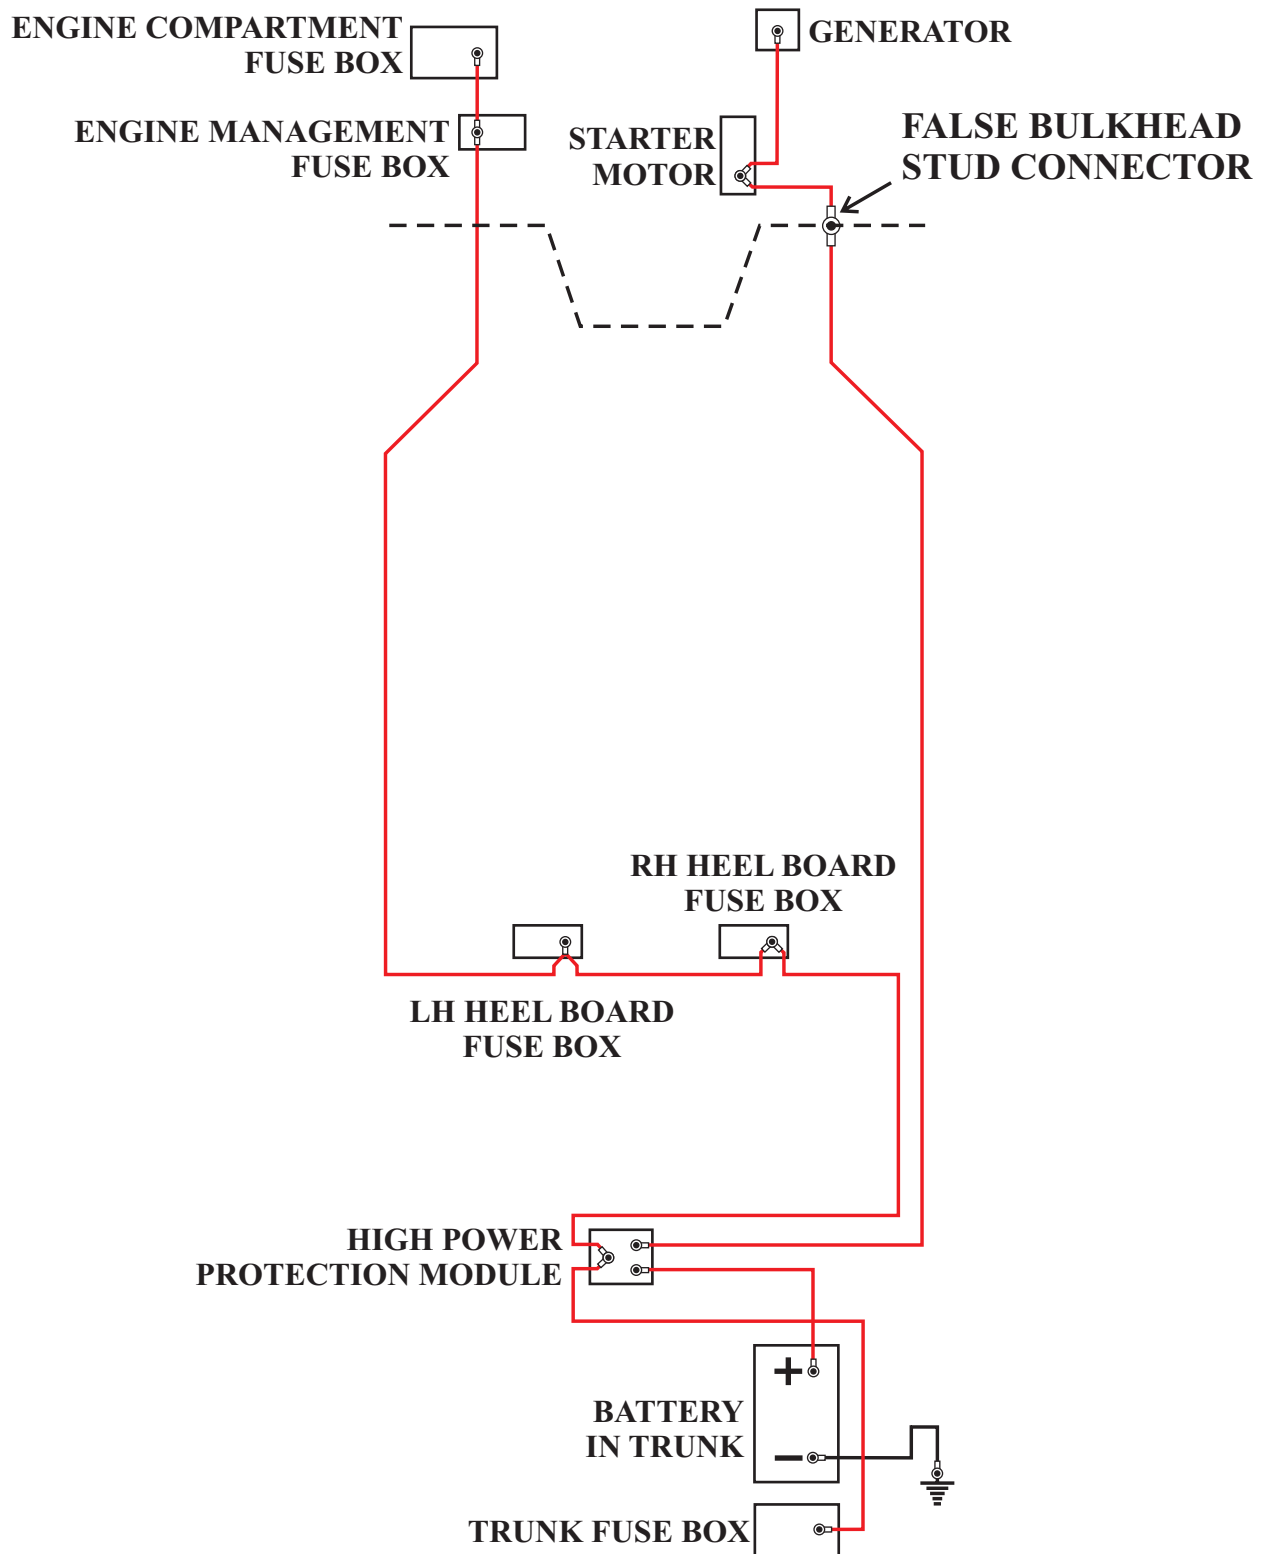 ENGINE COMPARTMENT
FUSE BOX
GENERATOR
ENGINE MANAGEMENT
FUSE BOX
STARTER
MOTOR
FALSE BULKHEAD
STUD CONNECTOR
RH HEEL BOARD
FUSE BOX
LH HEEL BOARD
FUSE BOX
HIGH POWER
PROTECTION MODULE
+
BATTERY
IN TRUNK
–
TRUNK FUSE BOX